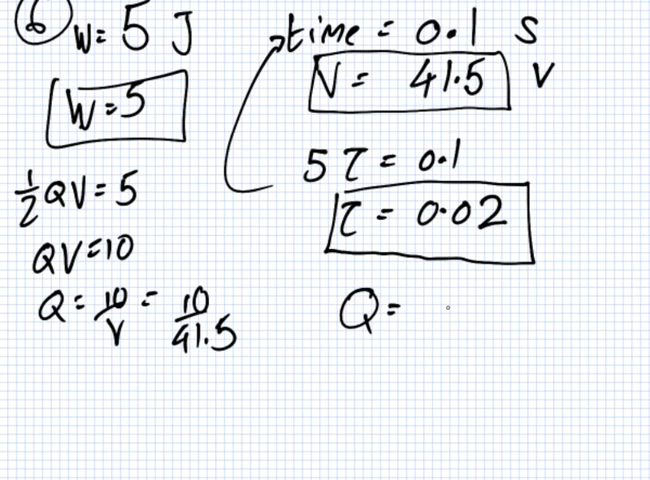 ⑥ W = 5 J
W = 5
½QV = 5
QV = 10
Q = 10/V = 10/41.5
time = 0.1 s
V = 41.5 V
5τ = 0.1
τ = 0.02
Q =